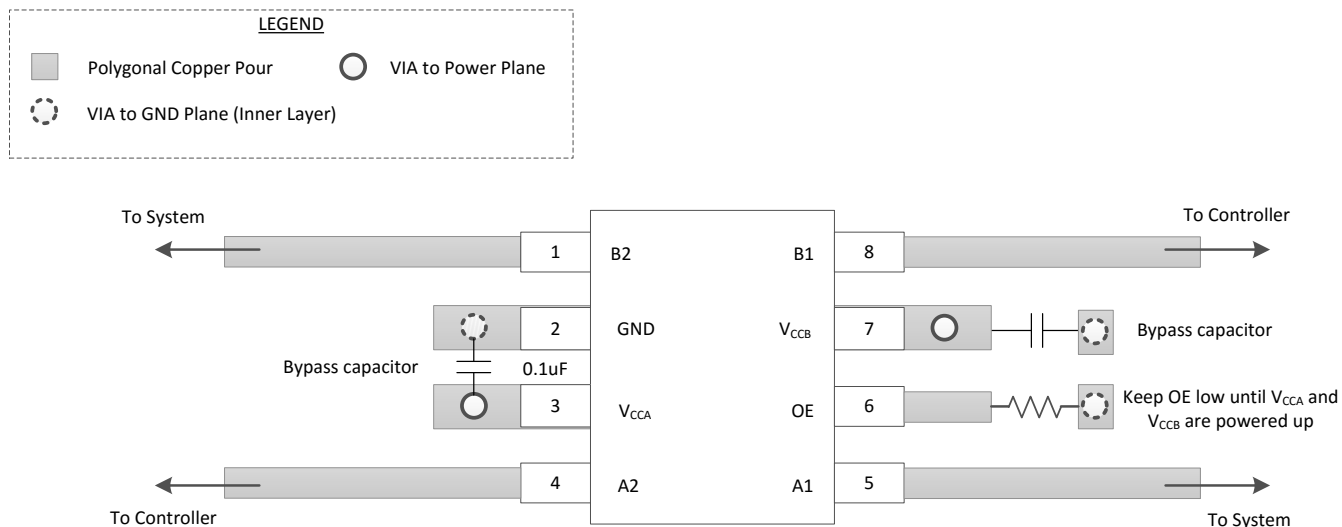 LEGEND
Polygonal Copper Pour
VIA to Power Plane
VIA to GND Plane (Inner Layer)
To System
To Controller
1
B2
B1
8
2
GND
VCCB
7
Bypass capacitor
Bypass capacitor
0.1uF
3
VCCA
OE
6
Keep OE low until VCCA and
VCCB are powered up
4
A2
A1
5
To Controller
To System